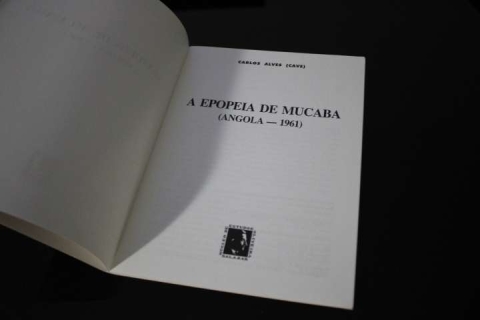 CARLOS ALVES (CAVE)
A EPOPEIA DE MUCABA
(ANGOLA — 1961)